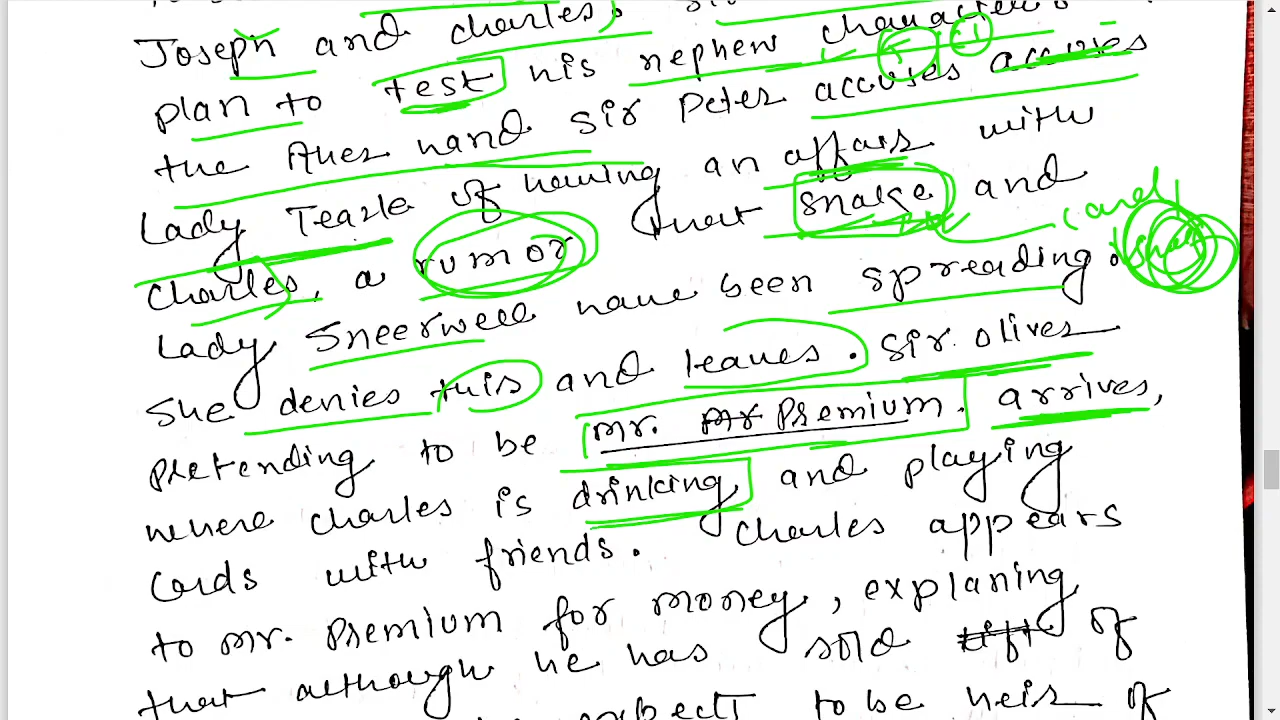 Joseph and charles.
plan to test his nephew characters
the Ather hand sir Peter accuses
Lady Teazle of having an affair with
charles, a rumor that snake and
Lady Sneerwell have been spreading.
She denies this and leaves. Sir oliver
pretending to be mr. Premium. arrives,
where charles is drinking and playing
cards with friends. Charles appears
to mr. Premium for money, explaning
that although he has sold of
to be heir of